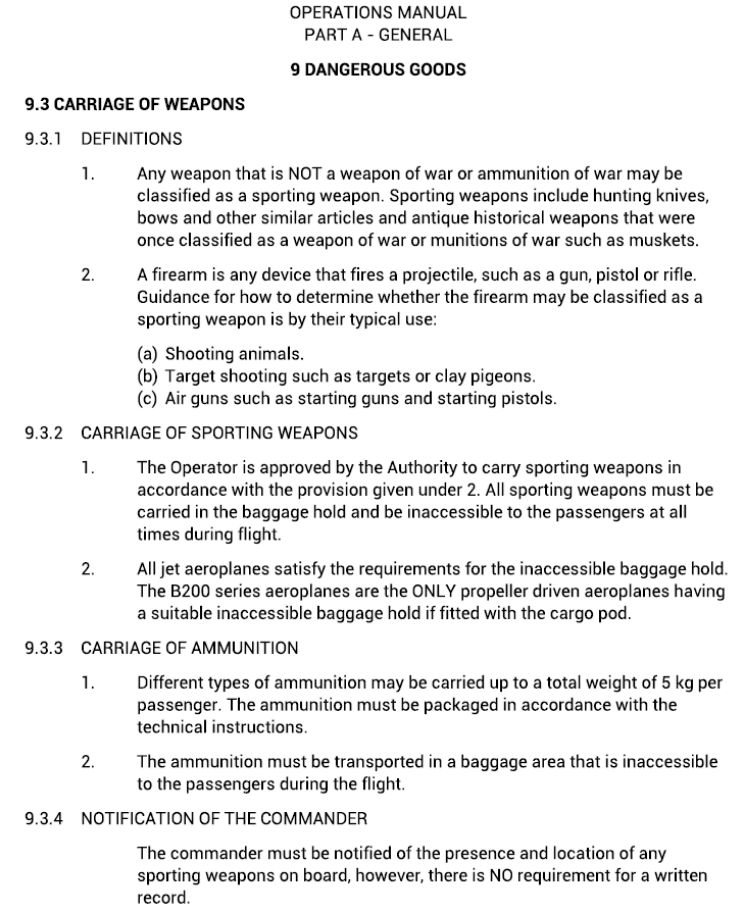 OPERATIONS MANUAL
PART A - GENERAL
9 DANGEROUS GOODS
9.3 CARRIAGE OF WEAPONS
9.3.1 DEFINITIONS
1. Any weapon that is NOT a weapon of war or ammunition of war may be
classified as a sporting weapon. Sporting weapons include hunting knives,
bows and other similar articles and antique historical weapons that were
once classified as a weapon of war or munitions of war such as muskets.
2. A firearm is any device that fires a projectile, such as a gun, pistol or rifle.
Guidance for how to determine whether the firearm may be classified as a
sporting weapon is by their typical use:
(a) Shooting animals.
(b) Target shooting such as targets or clay pigeons.
(c) Air guns such as starting guns and starting pistols.
9.3.2 CARRIAGE OF SPORTING WEAPONS
1. The Operator is approved by the Authority to carry sporting weapons in
accordance with the provision given under 2. All sporting weapons must be
carried in the baggage hold and be inaccessible to the passengers at all
times during flight.
2. All jet aeroplanes satisfy the requirements for the inaccessible baggage hold.
The B200 series aeroplanes are the ONLY propeller driven aeroplanes having
a suitable inaccessible baggage hold if fitted with the cargo pod.
9.3.3 CARRIAGE OF AMMUNITION
1. Different types of ammunition may be carried up to a total weight of 5 kg per
passenger. The ammunition must be packaged in accordance with the
technical instructions.
2. The ammunition must be transported in a baggage area that is inaccessible
to the passengers during the flight.
9.3.4 NOTIFICATION OF THE COMMANDER
The commander must be notified of the presence and location of any
sporting weapons on board, however, there is NO requirement for a written
record.